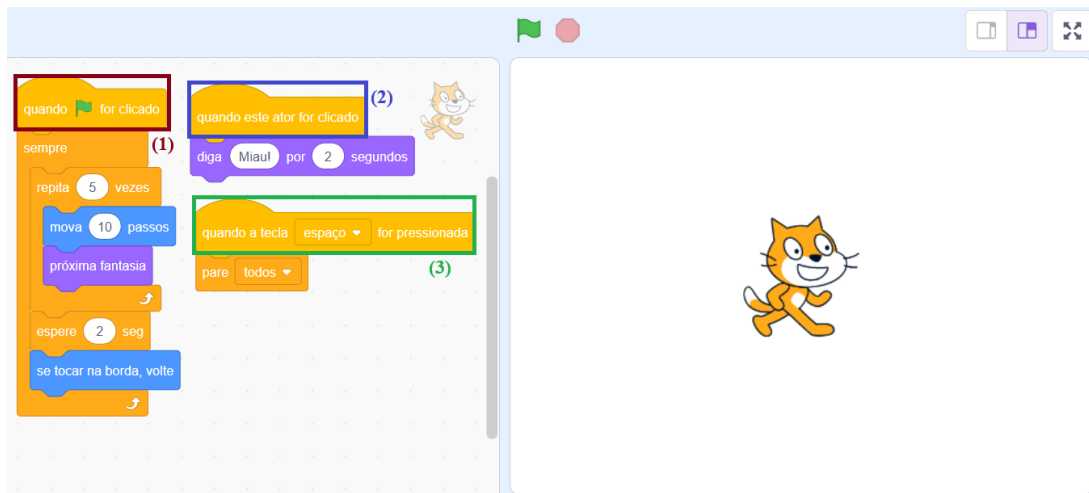 quando for clicado
(1)
sempre
repita 5 vezes
mova 10 passos
próxima fantasia
espere 2 seg
se tocar na borda, volte
quando este ator for clicado
(2)
diga Miau! por 2 segundos
quando a tecla espaço for pressionada
(3)
pare todos